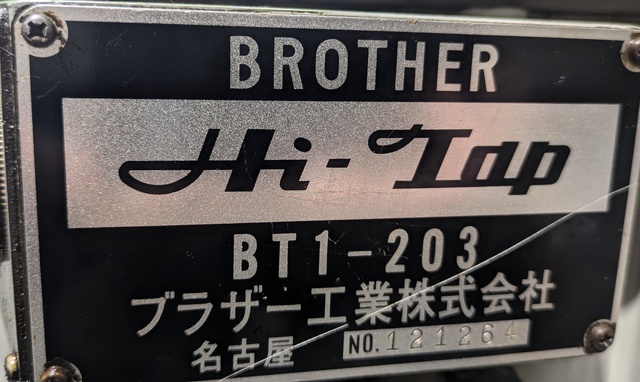 BROTHER
Hi-Tap
BT1-203
ブラザー工業株式会社
名古屋 NO. 121264